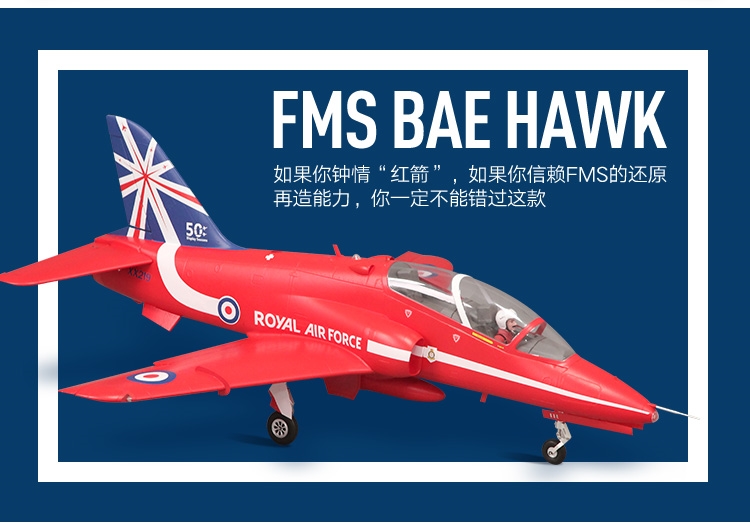 FMS BAE HAWK
如果你钟情“红箭”，如果你信赖FMS的还原
再造能力，你一定不能错过这款
50
ROYAL AIR FORCE